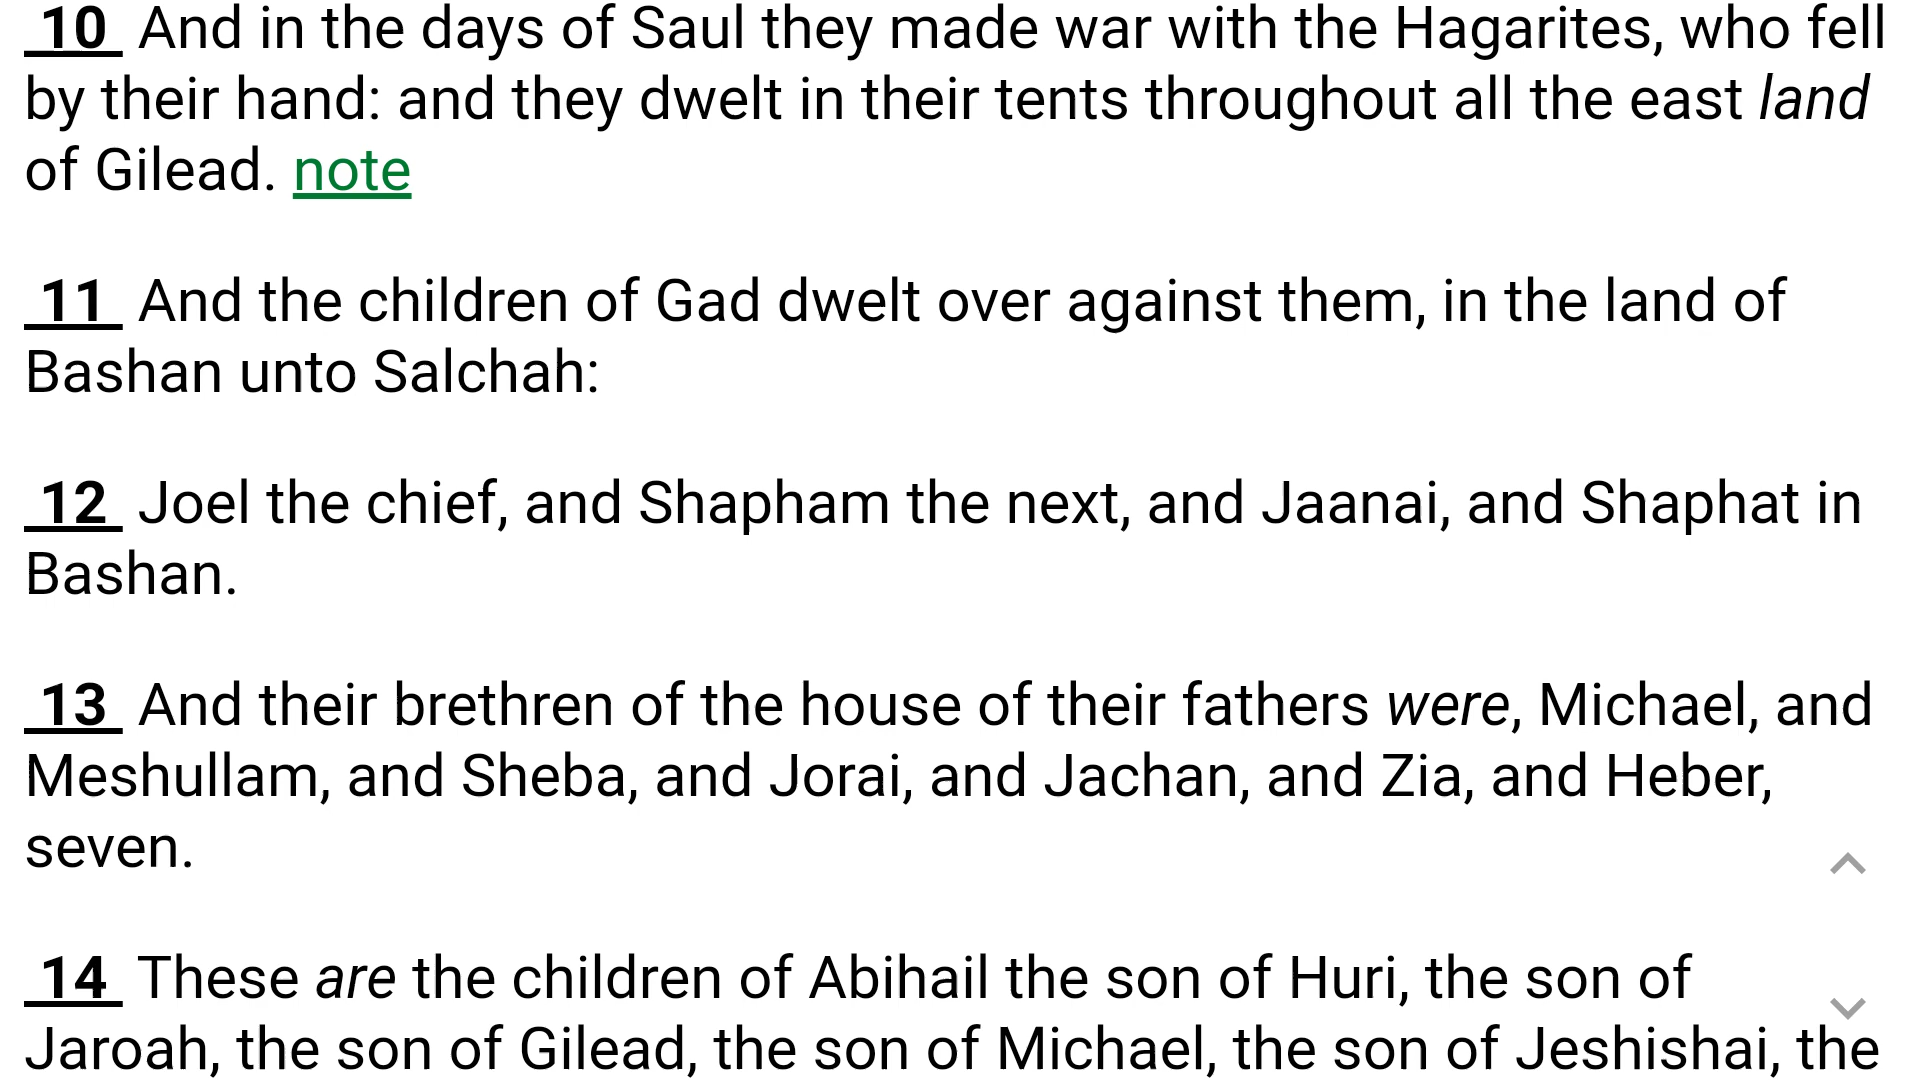 10 And in the days of Saul they made war with the Hagarites, who fell
by their hand: and they dwelt in their tents throughout all the east land
of Gilead. note
11 And the children of Gad dwelt over against them, in the land of
Bashan unto Salchah:
12 Joel the chief, and Shapham the next, and Jaanai, and Shaphat in
Bashan.
13 And their brethren of the house of their fathers were, Michael, and
Meshullam, and Sheba, and Jorai, and Jachan, and Zia, and Heber,
seven.
14 These are the children of Abihail the son of Huri, the son of
Jaroah, the son of Gilead, the son of Michael, the son of Jeshishai, the